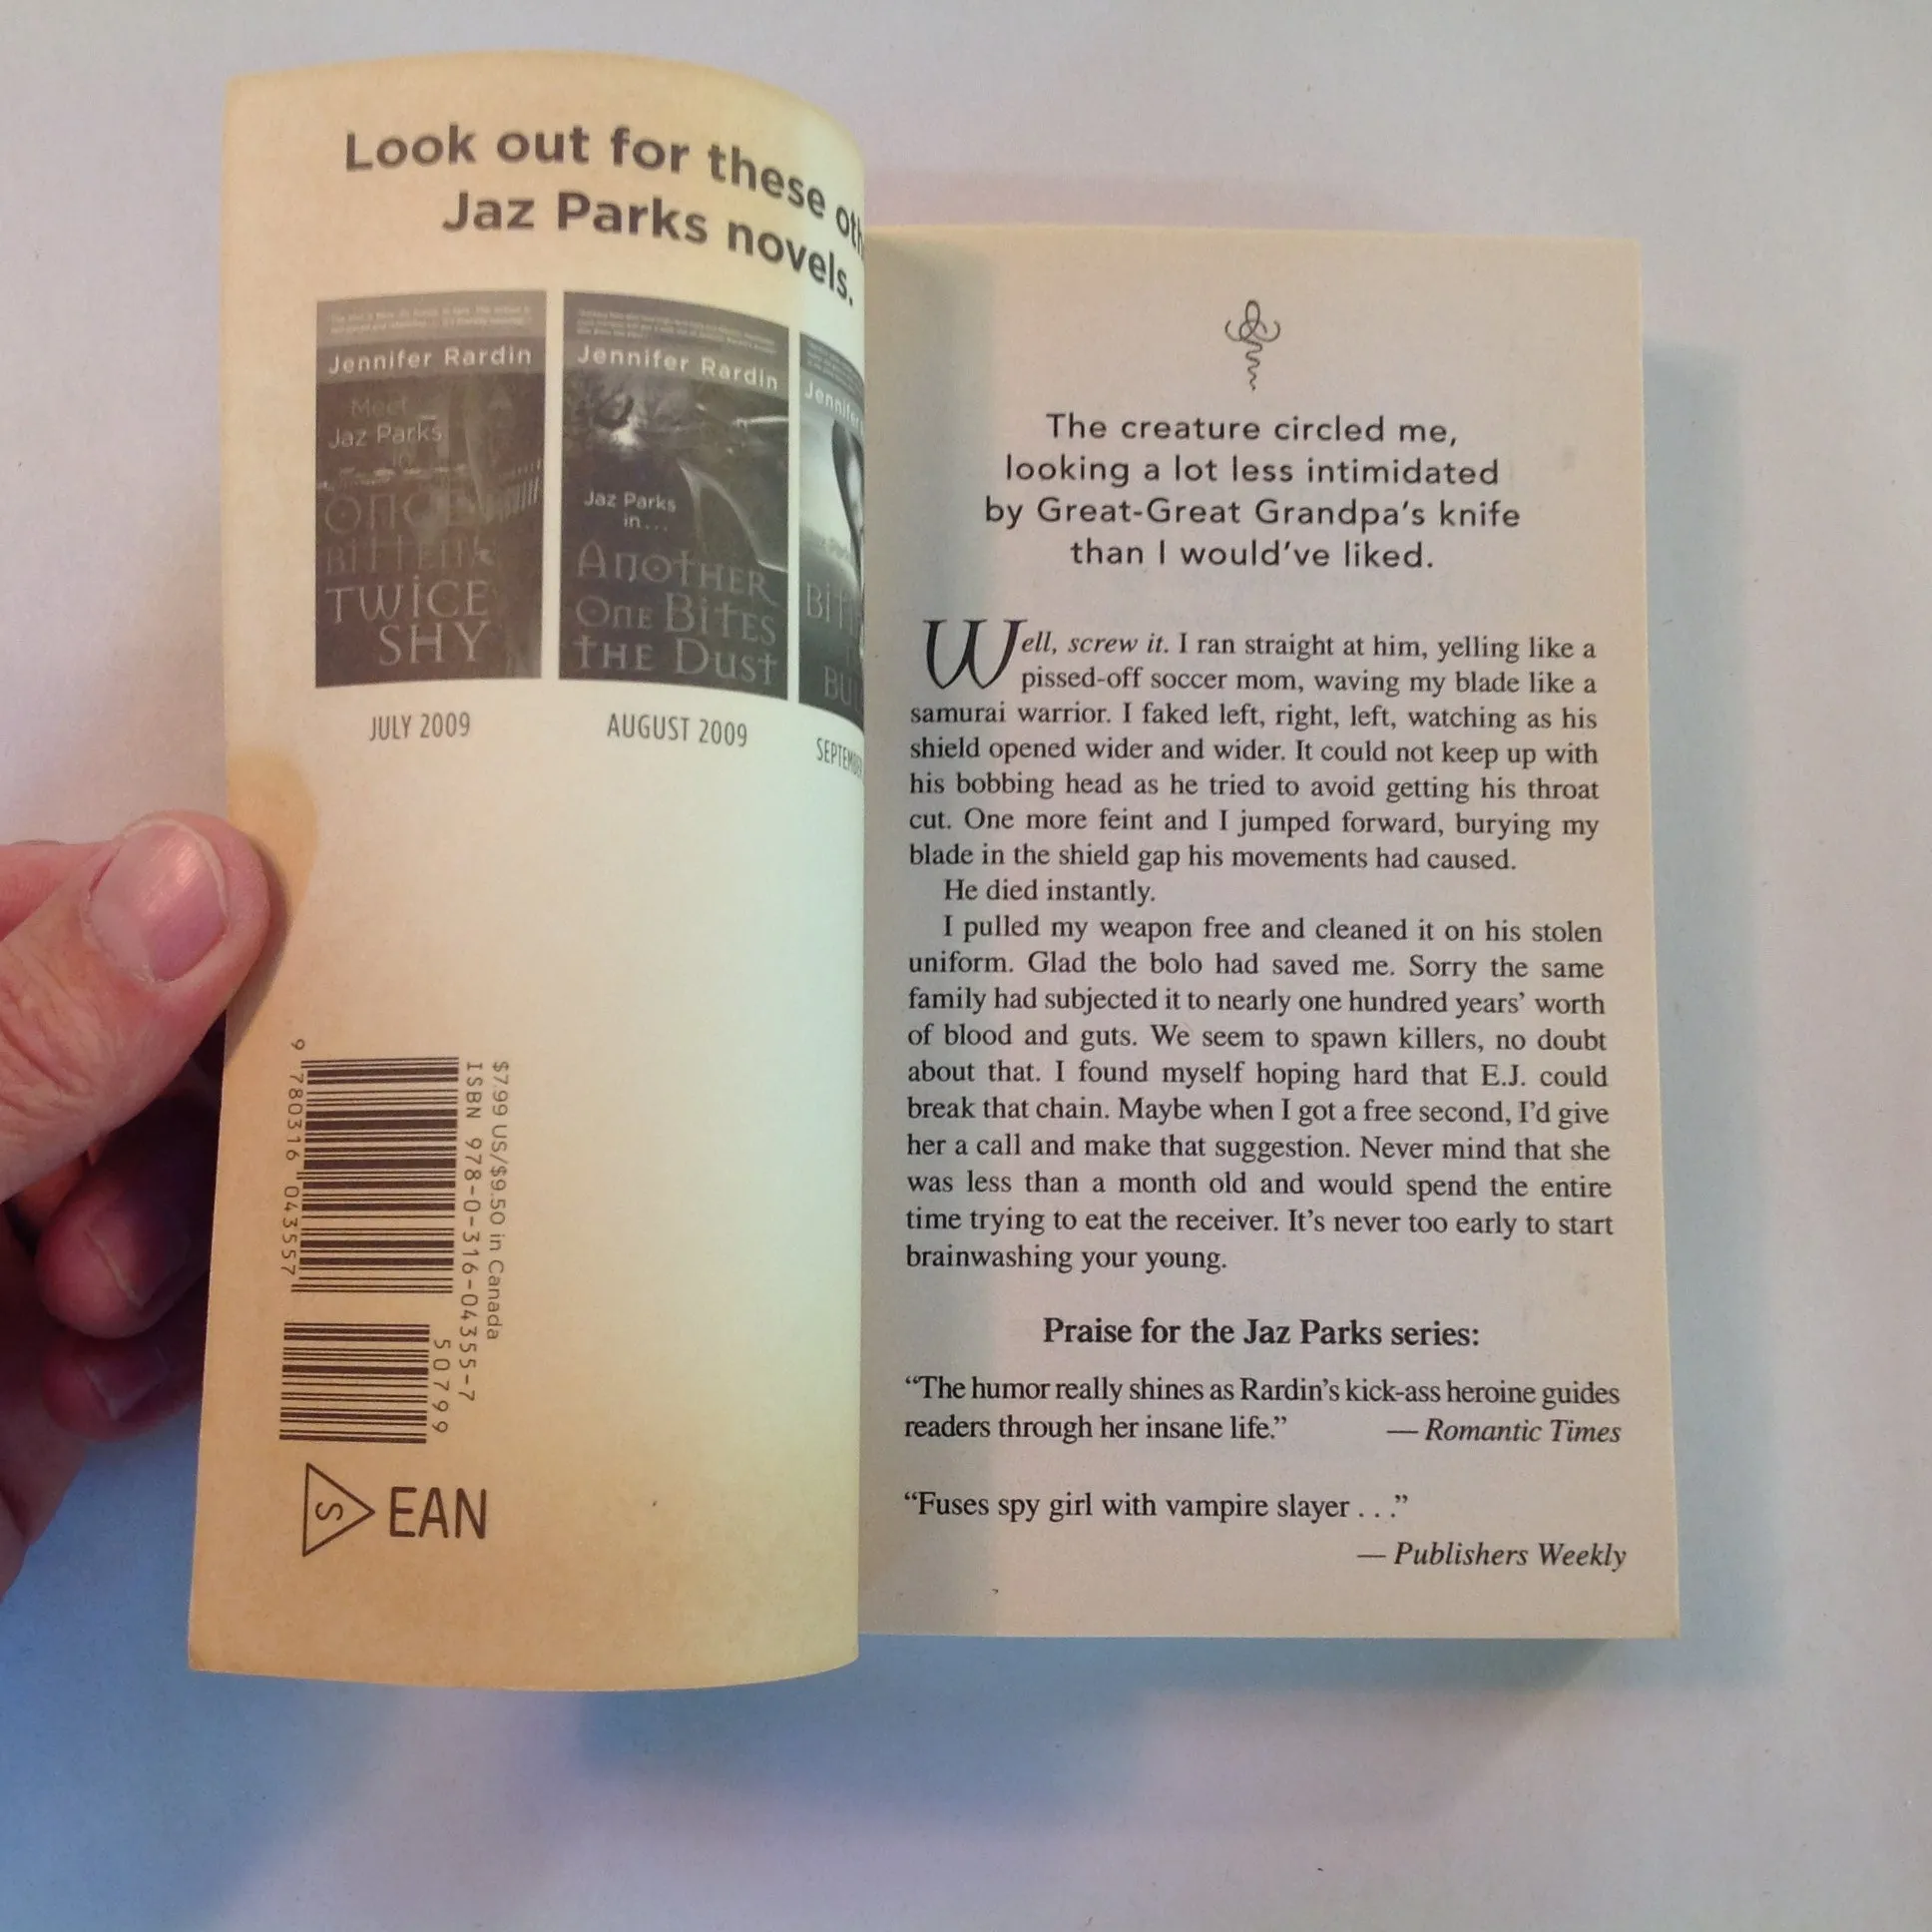 Look out for these oth
Jaz Parks novels.
Jennifer Rardin
Meet
Jaz Parks
in
ONCE
BITTEN,
TWICE
SHY
JULY 2009
Jennifer Rardin
Jaz Parks
in...
ANOTHER
ONE BITES
THE DUST
AUGUST 2009
Jennifer
BIT
BU
SEPTEMBER
9 780316 043557
ISBN 978-0-316-04355-7
$7.99 US/$9.50 in Canada
50799
S EAN
The creature circled me,
looking a lot less intimidated
by Great-Great Grandpa's knife
than I would've liked.
Well, screw it. I ran straight at him, yelling like a
pissed-off soccer mom, waving my blade like a
samurai warrior. I faked left, right, left, watching as his
shield opened wider and wider. It could not keep up with
his bobbing head as he tried to avoid getting his throat
cut. One more feint and I jumped forward, burying my
blade in the shield gap his movements had caused.
He died instantly.
I pulled my weapon free and cleaned it on his stolen
uniform. Glad the bolo had saved me. Sorry the same
family had subjected it to nearly one hundred years' worth
of blood and guts. We seem to spawn killers, no doubt
about that. I found myself hoping hard that E.J. could
break that chain. Maybe when I got a free second, I'd give
her a call and make that suggestion. Never mind that she
was less than a month old and would spend the entire
time trying to eat the receiver. It's never too early to start
brainwashing your young.
Praise for the Jaz Parks series:
“The humor really shines as Rardin's kick-ass heroine guides
readers through her insane life.” — Romantic Times
“Fuses spy girl with vampire slayer . . .”
— Publishers Weekly